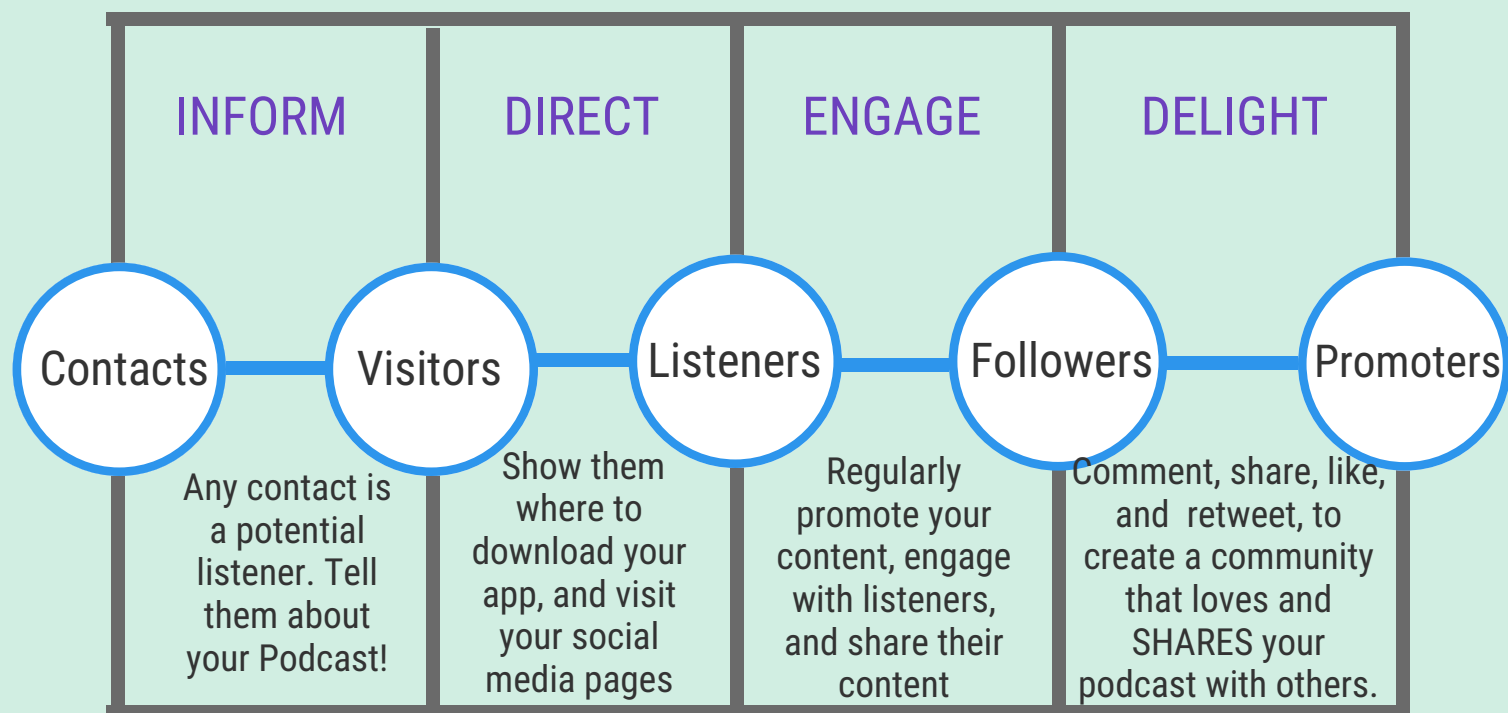 INFORM
DIRECT
ENGAGE
DELIGHT
Contacts
Visitors
Listeners
Followers
Promoters
Any contact is
a potential
listener. Tell
them about
your Podcast!
Show them
where to
download your
app, and visit
your social
media pages
Regularly
promote your
content, engage
with listeners,
and share their
content
Comment, share, like,
and retweet, to
create a community
that loves and
SHARES your
podcast with others.